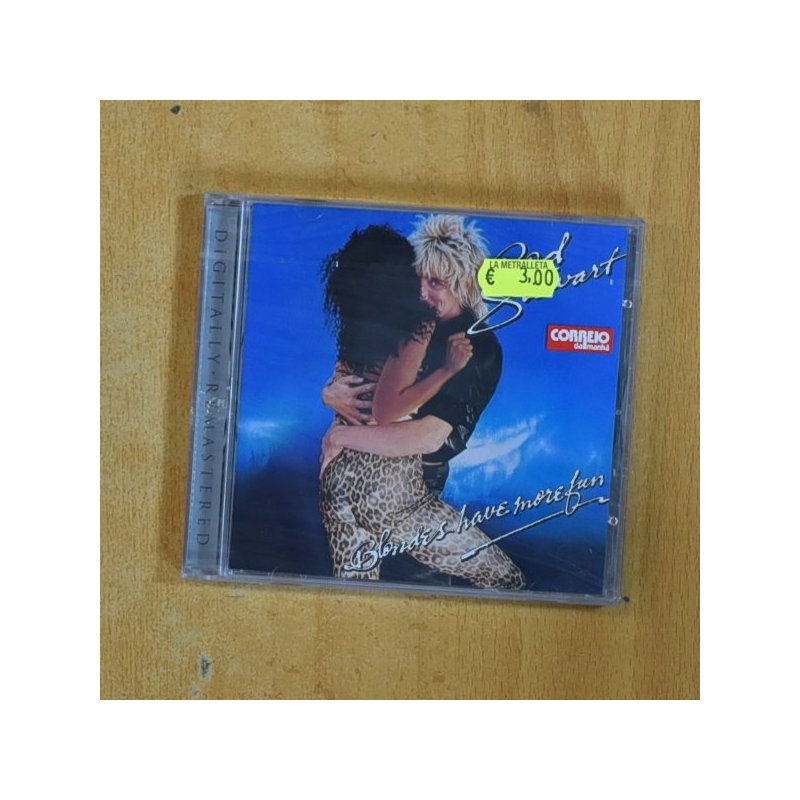 DIGITALLY · REMASTERED
Rod
Stewart
LA METRALLETA
€ 3,00
CORREIO
da manhã
Blondes have more fun